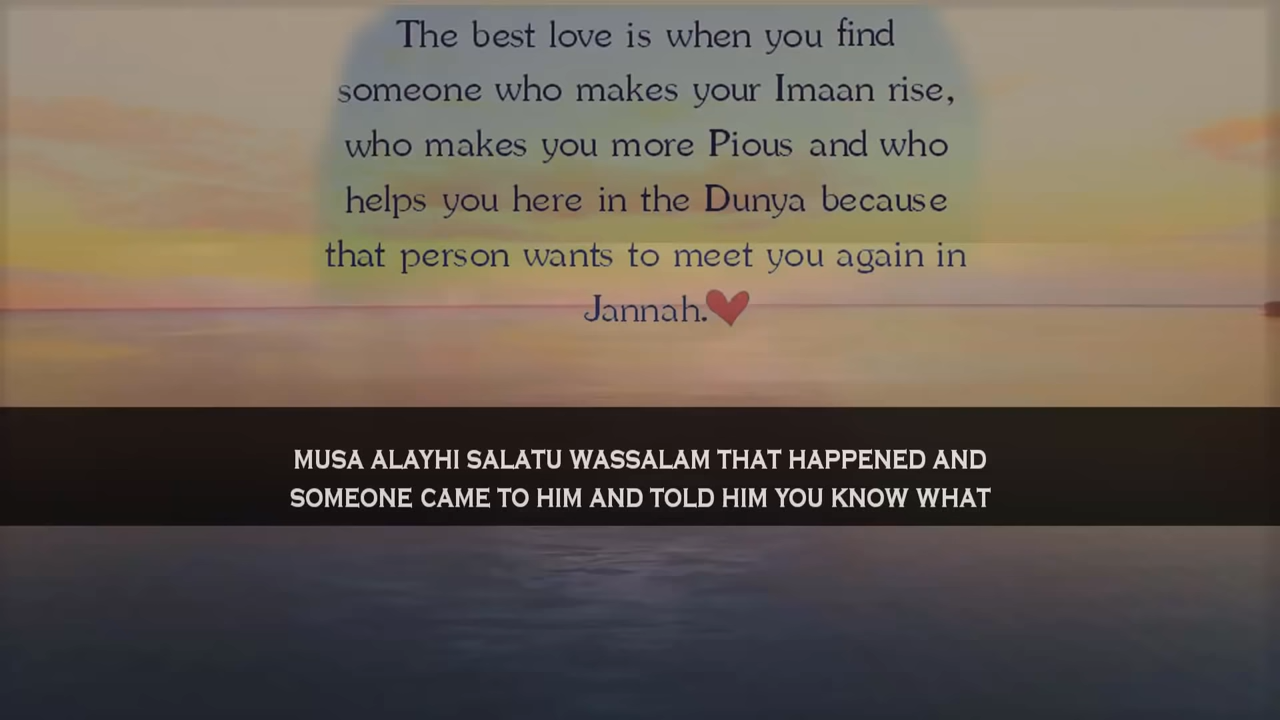 The best love is when you find
someone who makes your Imaan rise,
who makes you more Pious and who
helps you here in the Dunya because
that person wants to meet you again in
Jannah.❤
MUSA ALAYHI SALATU WASSALAM THAT HAPPENED AND
SOMEONE CAME TO HIM AND TOLD HIM YOU KNOW WHAT